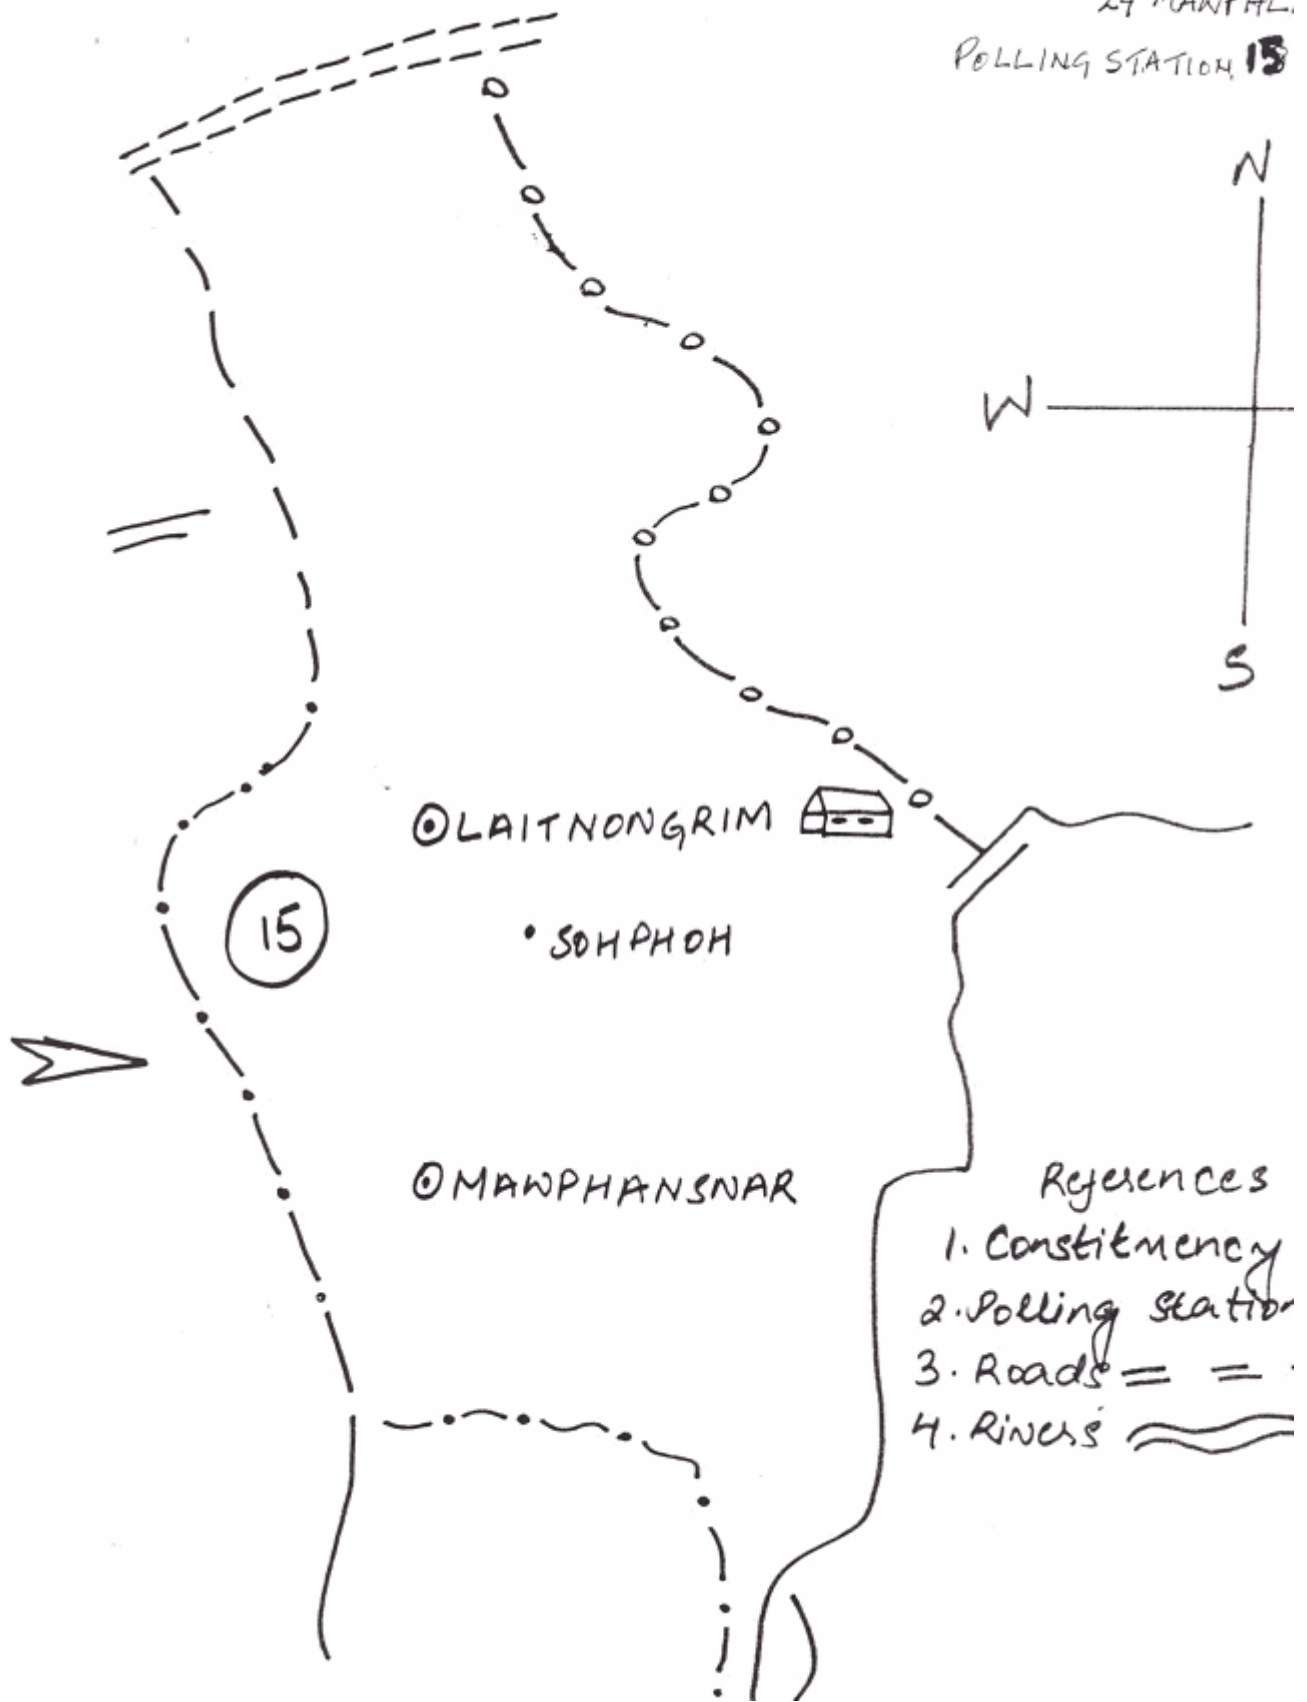 POLLING STATION 15
N
W
S
LAITNONGRIM
15
SOHPHOH
MAWPHANSNAR
References
1. Constituency
2. Polling Station
3. Roads
4. Rivers